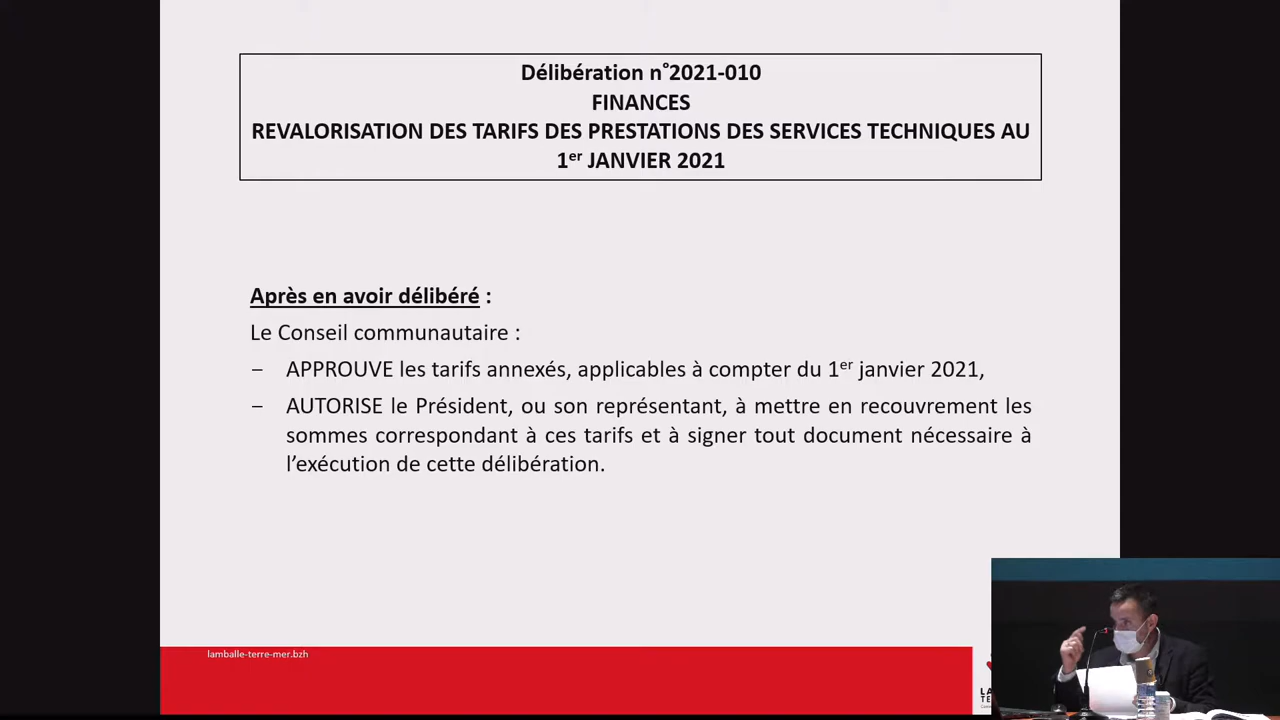 Délibération n°2021-010
FINANCES
REVALORISATION DES TARIFS DES PRESTATIONS DES SERVICES TECHNIQUES AU
1er JANVIER 2021
Après en avoir délibéré :
Le Conseil communautaire :
– APPROUVE les tarifs annexés, applicables à compter du 1er janvier 2021,
– AUTORISE le Président, ou son représentant, à mettre en recouvrement les
sommes correspondant à ces tarifs et à signer tout document nécessaire à
l’exécution de cette délibération.
lamballe-terre-mer.bzh